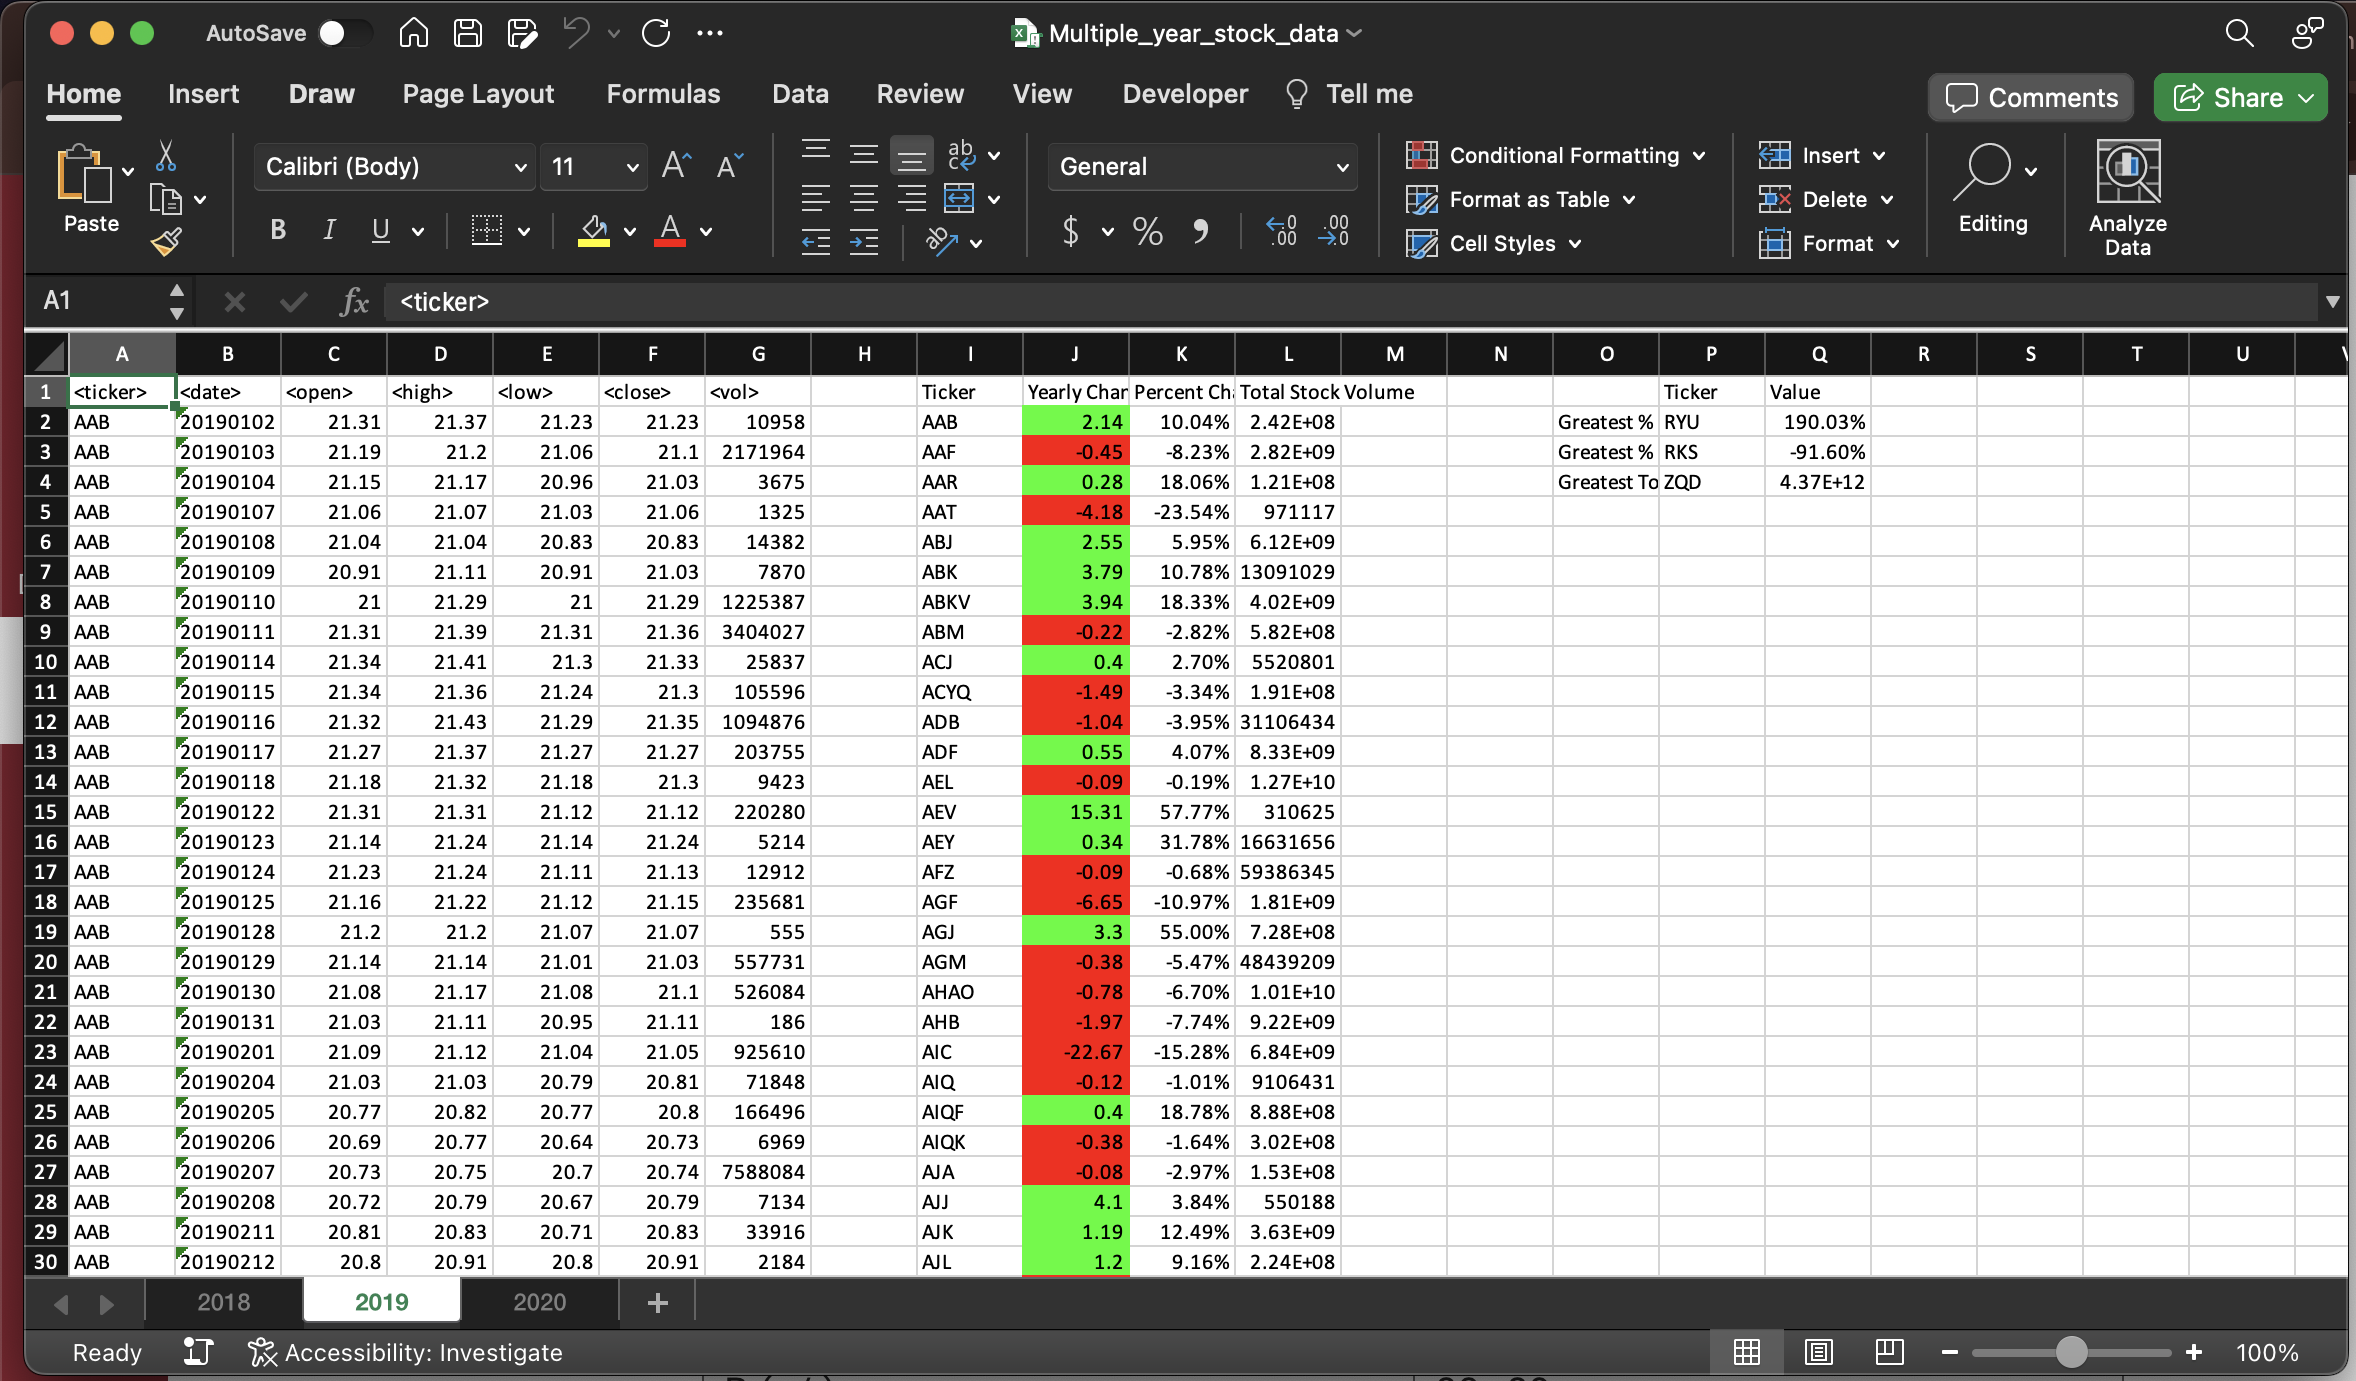 AutoSave
Multiple_year_stock_data
Home Insert Draw Page Layout Formulas Data Review View Developer Tell me Comments Share
Paste
Calibri (Body) 11
General
Conditional Formatting Insert
Format as Table Delete
Cell Styles Format
Editing
Analyze Data
A1 fx <ticker>
A B C D E F G H I J K L M N O P Q R S T U
1 <ticker> <date> <open> <high> <low> <close> <vol> Ticker Yearly Char Percent Ch Total Stock Volume Ticker Value
2 AAB 20190102 21.31 21.37 21.23 21.23 10958 AAB 2.14 10.04% 2.42E+08 Greatest % RYU 190.03%
3 AAB 20190103 21.19 21.2 21.06 21.1 2171964 AAF -0.45 -8.23% 2.82E+09 Greatest % RKS -91.60%
4 AAB 20190104 21.15 21.17 20.96 21.03 3675 AAR 0.28 18.06% 1.21E+08 Greatest To ZQD 4.37E+12
5 AAB 20190107 21.06 21.07 21.03 21.06 1325 AAT -4.18 -23.54% 971117
6 AAB 20190108 21.04 21.04 20.83 20.83 14382 ABJ 2.55 5.95% 6.12E+09
7 AAB 20190109 20.91 21.11 20.91 21.03 7870 ABK 3.79 10.78% 13091029
8 AAB 20190110 21 21.29 21 21.29 1225387 ABKV 3.94 18.33% 4.02E+09
9 AAB 20190111 21.31 21.39 21.31 21.36 3404027 ABM -0.22 -2.82% 5.82E+08
10 AAB 20190114 21.34 21.41 21.3 21.33 25837 ACJ 0.4 2.70% 5520801
11 AAB 20190115 21.34 21.36 21.24 21.3 105596 ACYQ -1.49 -3.34% 1.91E+08
12 AAB 20190116 21.32 21.43 21.29 21.35 1094876 ADB -1.04 -3.95% 31106434
13 AAB 20190117 21.27 21.37 21.27 21.27 203755 ADF 0.55 4.07% 8.33E+09
14 AAB 20190118 21.18 21.32 21.18 21.3 9423 AEL -0.09 -0.19% 1.27E+10
15 AAB 20190122 21.31 21.31 21.12 21.12 220280 AEV 15.31 57.77% 310625
16 AAB 20190123 21.14 21.24 21.14 21.24 5214 AEY 0.34 31.78% 16631656
17 AAB 20190124 21.23 21.24 21.11 21.13 12912 AFZ -0.09 -0.68% 59386345
18 AAB 20190125 21.16 21.22 21.12 21.15 235681 AGF -6.65 -10.97% 1.81E+09
19 AAB 20190128 21.2 21.2 21.07 21.07 555 AGJ 3.3 55.00% 7.28E+08
20 AAB 20190129 21.14 21.14 21.01 21.03 557731 AGM -0.38 -5.47% 48439209
21 AAB 20190130 21.08 21.17 21.08 21.1 526084 AHAO -0.78 -6.70% 1.01E+10
22 AAB 20190131 21.03 21.11 20.95 21.11 186 AHB -1.97 -7.74% 9.22E+09
23 AAB 20190201 21.09 21.12 21.04 21.05 925610 AIC -22.67 -15.28% 6.84E+09
24 AAB 20190204 21.03 21.03 20.79 20.81 71848 AIQ -0.12 -1.01% 9106431
25 AAB 20190205 20.77 20.82 20.77 20.8 166496 AIQF 0.4 18.78% 8.88E+08
26 AAB 20190206 20.69 20.77 20.64 20.73 6969 AIQK -0.38 -1.64% 3.02E+08
27 AAB 20190207 20.73 20.75 20.7 20.74 7588084 AJA -0.08 -2.97% 1.53E+08
28 AAB 20190208 20.72 20.79 20.67 20.79 7134 AJJ 4.1 3.84% 550188
29 AAB 20190211 20.81 20.83 20.71 20.83 33916 AJK 1.19 12.49% 3.63E+09
30 AAB 20190212 20.8 20.91 20.8 20.91 2184 AJL 1.2 9.16% 2.24E+08
2018 2019 2020 +
Ready Accessibility: Investigate 100%